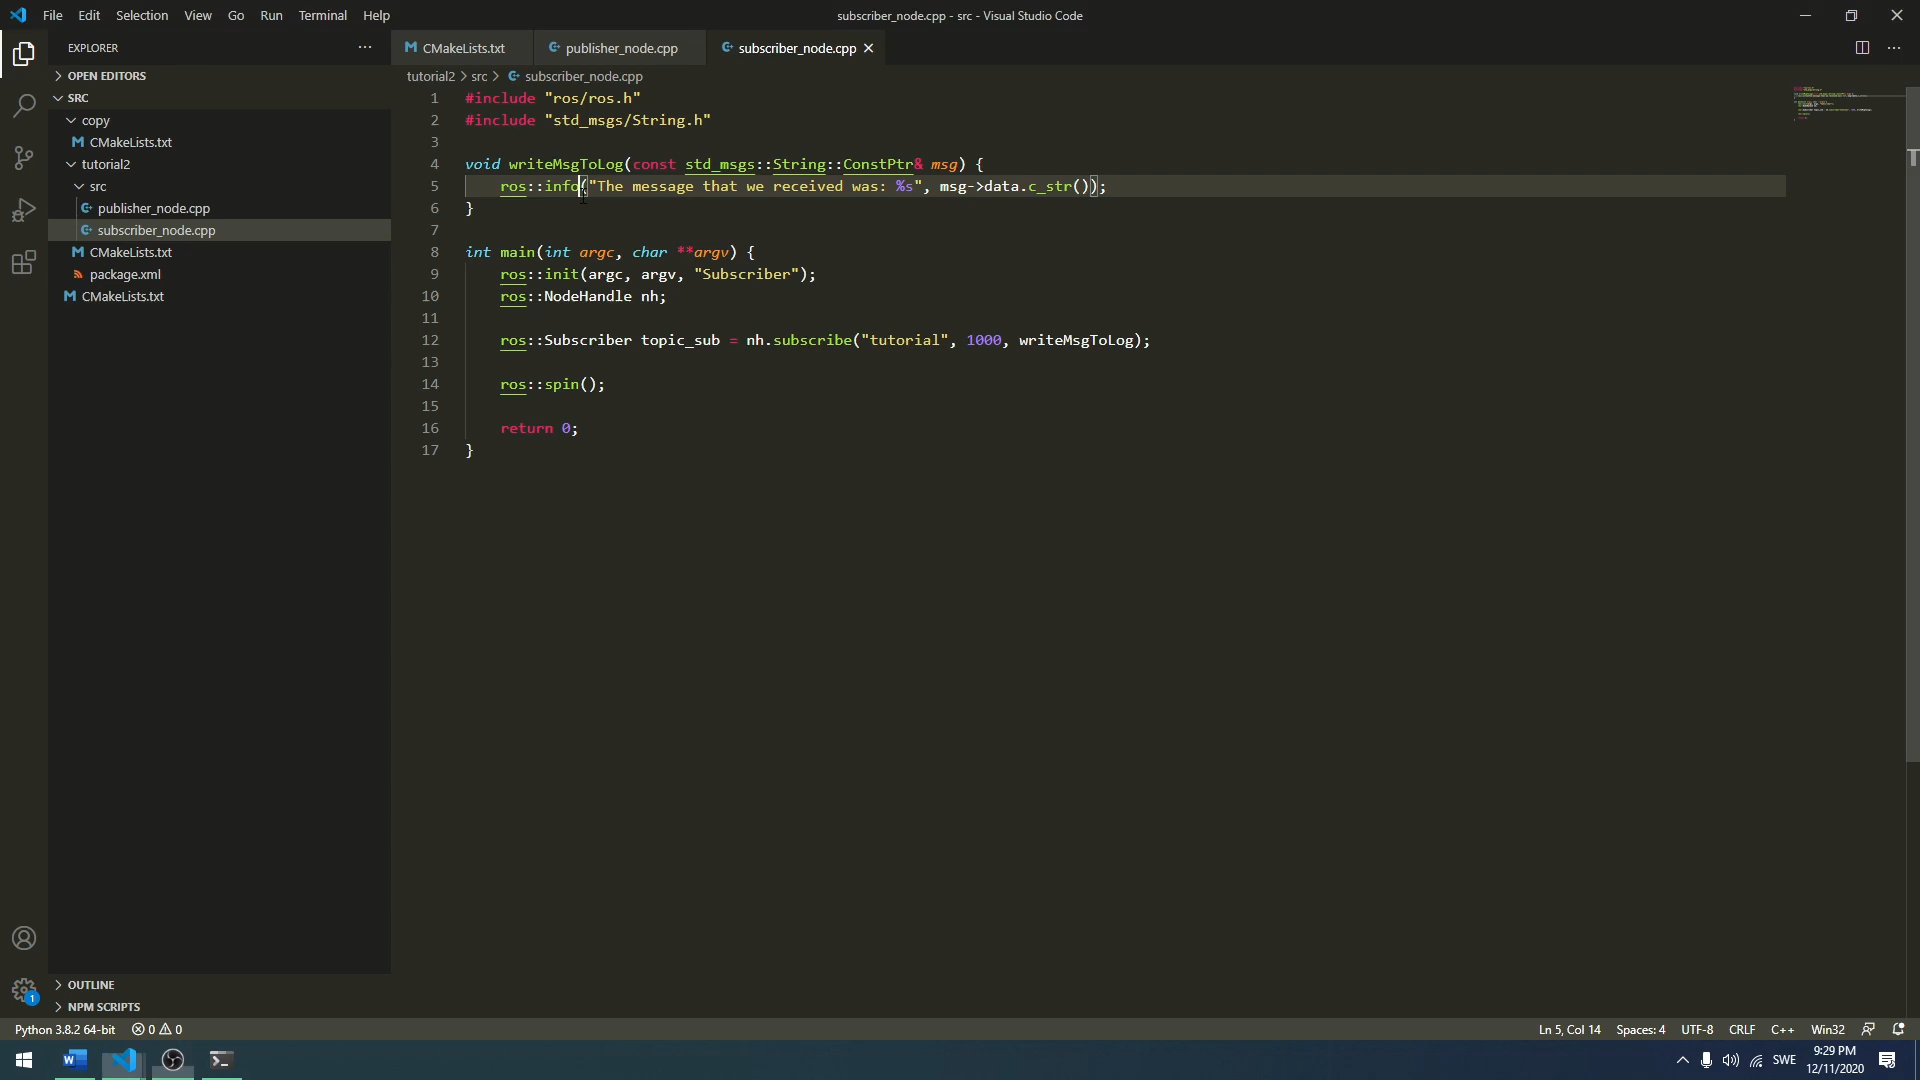 File Edit Selection View Go Run Terminal Help
subscriber_node.cpp - src - Visual Studio Code
EXPLORER
OPEN EDITORS
SRC
copy
CMakeLists.txt
tutorial2
src
publisher_node.cpp
subscriber_node.cpp
CMakeLists.txt
package.xml
CMakeLists.txt
OUTLINE
NPM SCRIPTS
CMakeLists.txt publisher_node.cpp subscriber_node.cpp
tutorial2 > src > subscriber_node.cpp
1 #include "ros/ros.h"
2 #include "std_msgs/String.h"
3
4 void writeMsgToLog(const std_msgs::String::ConstPtr& msg) {
5 ros::info("The message that we received was: %s", msg->data.c_str());
6 }
7
8 int main(int argc, char **argv) {
9 ros::init(argc, argv, "Subscriber");
10 ros::NodeHandle nh;
11
12 ros::Subscriber topic_sub = nh.subscribe("tutorial", 1000, writeMsgToLog);
13
14 ros::spin();
15
16 return 0;
17 }
1
Python 3.8.2 64-bit 0 0
Ln 5, Col 14 Spaces: 4 UTF-8 CRLF C++ Win32
SWE
9:29 PM
12/11/2020